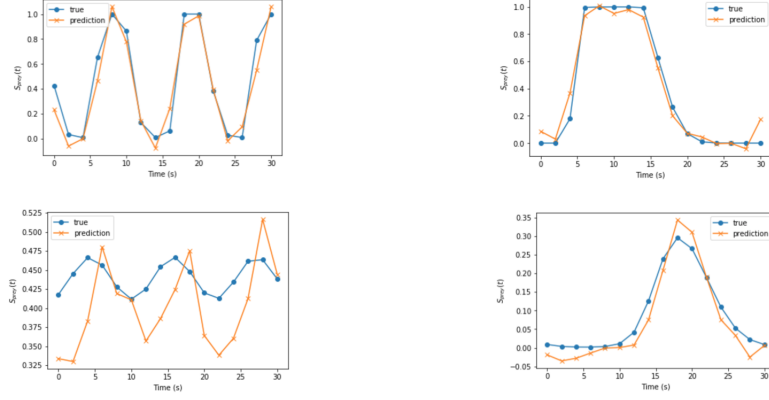 1.0
0.8
0.6
0.4
0.2
0.0
S_prey(t)
true
prediction
0 5 10 15 20 25 30
Time (s)
1.0
0.8
0.6
0.4
0.2
0.0
S_prey(t)
true
prediction
0 5 10 15 20 25 30
Time (s)
0.525
0.500
0.475
0.450
0.425
0.400
0.375
0.350
0.325
S_prey(t)
true
prediction
0 5 10 15 20 25 30
Time (s)
0.35
0.30
0.25
0.20
0.15
0.10
0.05
0.00
−0.05
S_prey(t)
true
prediction
0 5 10 15 20 25 30
Time (s)